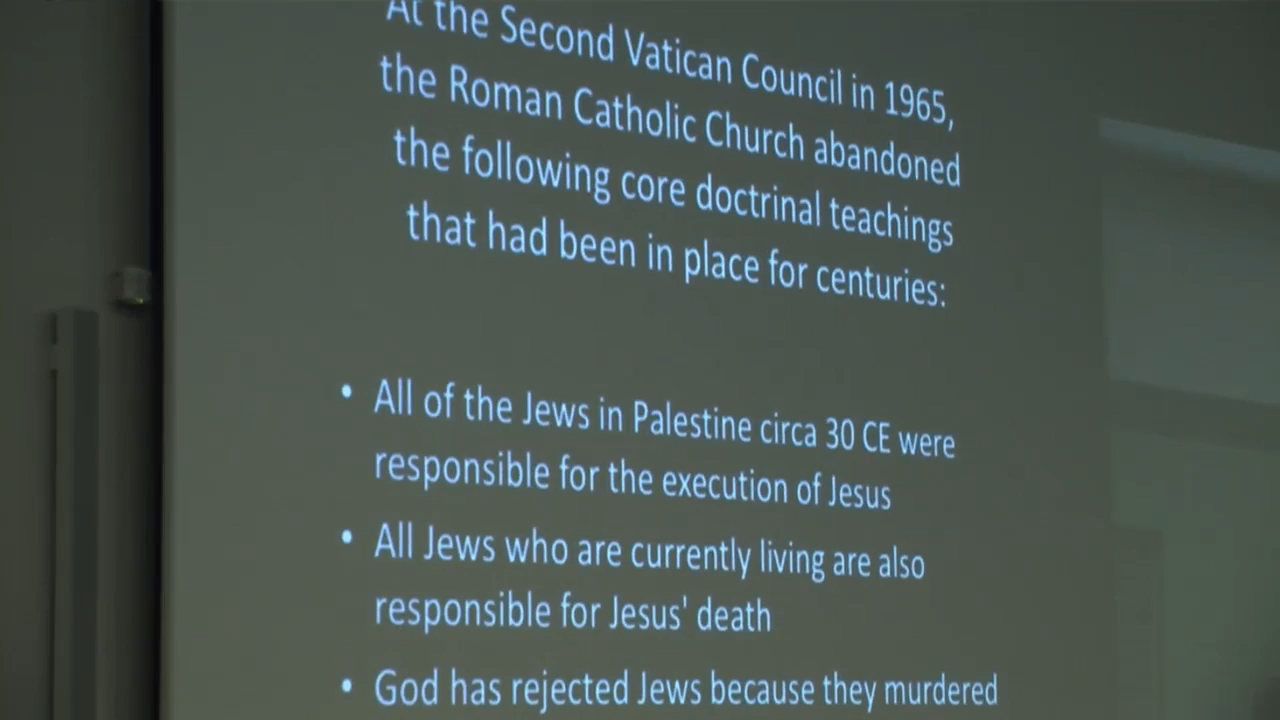 At the Second Vatican Council in 1965,
the Roman Catholic Church abandoned
the following core doctrinal teachings
that had been in place for centuries:
• All of the Jews in Palestine circa 30 CE were
responsible for the execution of Jesus
• All Jews who are currently living are also
responsible for Jesus' death
• God has rejected Jews because they murdered